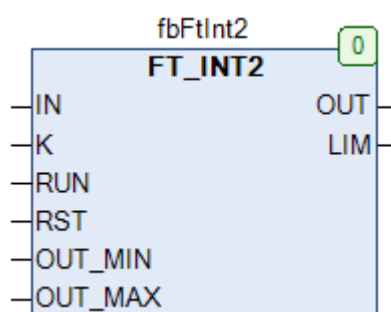 fbFtInt2
0
FT_INT2
IN OUT
K LIM
RUN
RST
OUT_MIN
OUT_MAX